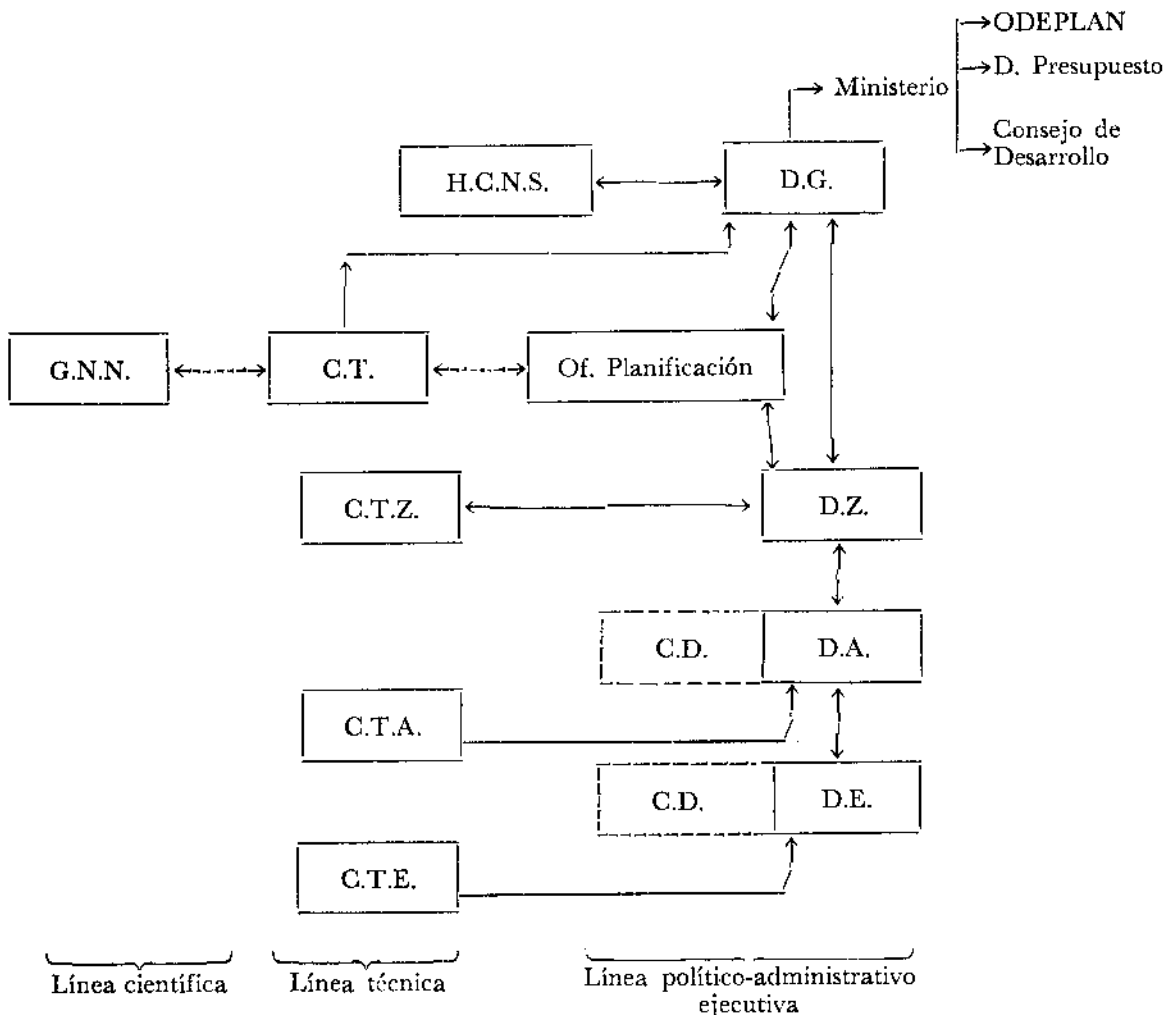 ODEPLAN
Ministerio
D. Presupuesto
Consejo de
Desarrollo
H.C.N.S.
D.G.
G.N.N.
C.T.
Of. Planificación
C.T.Z.
D.Z.
C.D.
D.A.
C.T.A.
C.D.
D.E.
C.T.E.
Línea científica
Línea técnica
Línea político-administrativo
ejecutiva